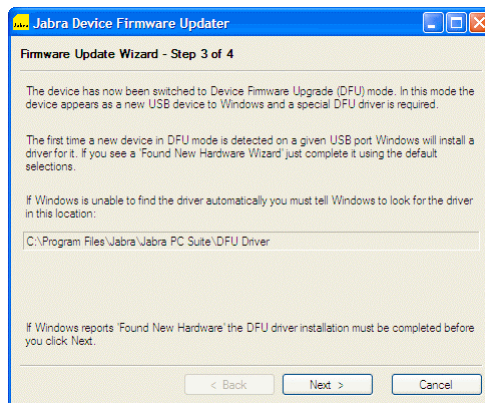 Jabra Device Firmware Updater
Firmware Update Wizard - Step 3 of 4
The device has now been switched to Device Firmware Upgrade (DFU) mode. In this mode the
device appears as a new USB device to Windows and a special DFU driver is required.
The first time a new device in DFU mode is detected on a given USB port Windows will install a
driver for it. If you see a 'Found New Hardware Wizard' just complete it using the default
selections.
If Windows is unable to find the driver automatically you must tell Windows to look for the driver
in this location:
C:\Program Files\Jabra\Jabra PC Suite\DFU Driver
If Windows reports 'Found New Hardware' the DFU driver installation must be completed before
you click Next.
< Back
Next >
Cancel